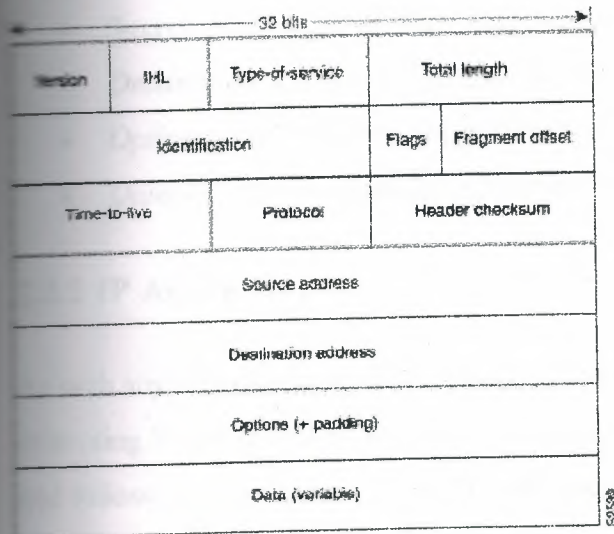 32 bits
Version IHL Type-of-service Total length
Identification Flags Fragment offset
Time-to-live Protocol Header checksum
Source address
Destination address
Options (+ padding)
Data (variable)